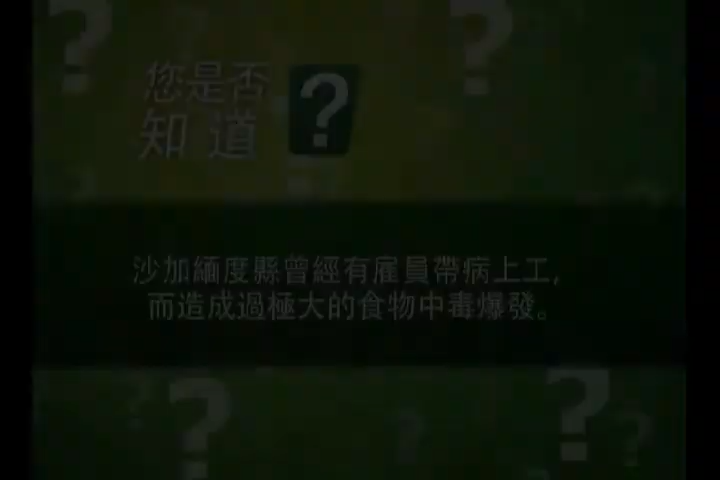 您是否
知道
?
沙加緬度縣曾經有雇員帶病上工,
而造成過極大的食物中毒爆發。